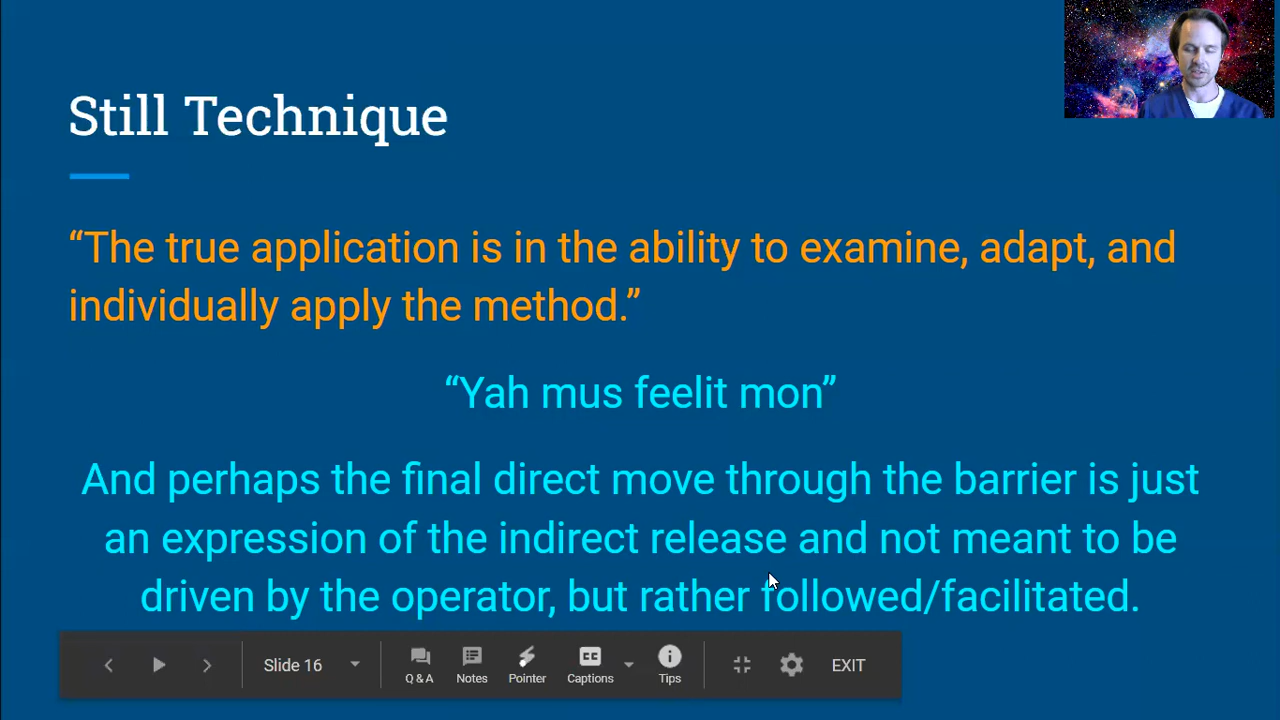 Still Technique
“The true application is in the ability to examine, adapt, and
individually apply the method.”
“Yah mus feelit mon”
And perhaps the final direct move through the barrier is just
an expression of the indirect release and not meant to be
driven by the operator, but rather followed/facilitated.
Slide 16
Q & A
Notes
Pointer
CC
Captions
Tips
EXIT